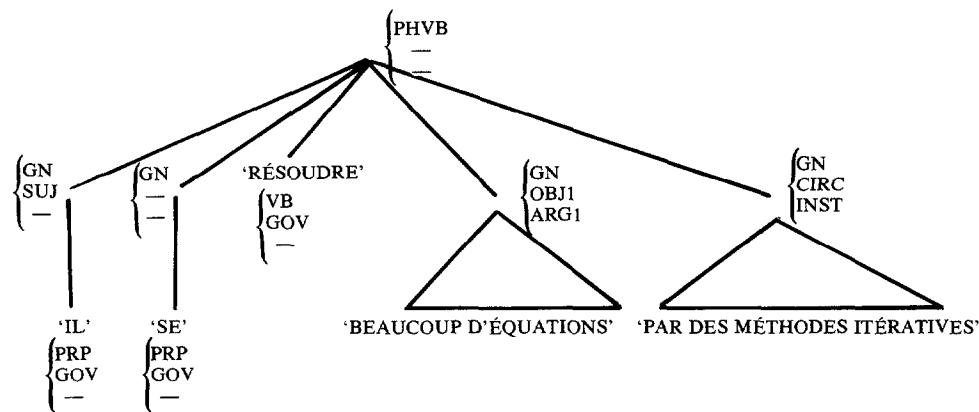 PHVB
—
—
GN
SUJ
—
GN
—
—
'RÉSOUDRE'
VB
GOV
—
GN
OBJ1
ARG1
GN
CIRC
INST
'IL'
PRP
GOV
—
'SE'
PRP
GOV
—
'BEAUCOUP D'ÉQUATIONS'
'PAR DES MÉTHODES ITÉRATIVES'